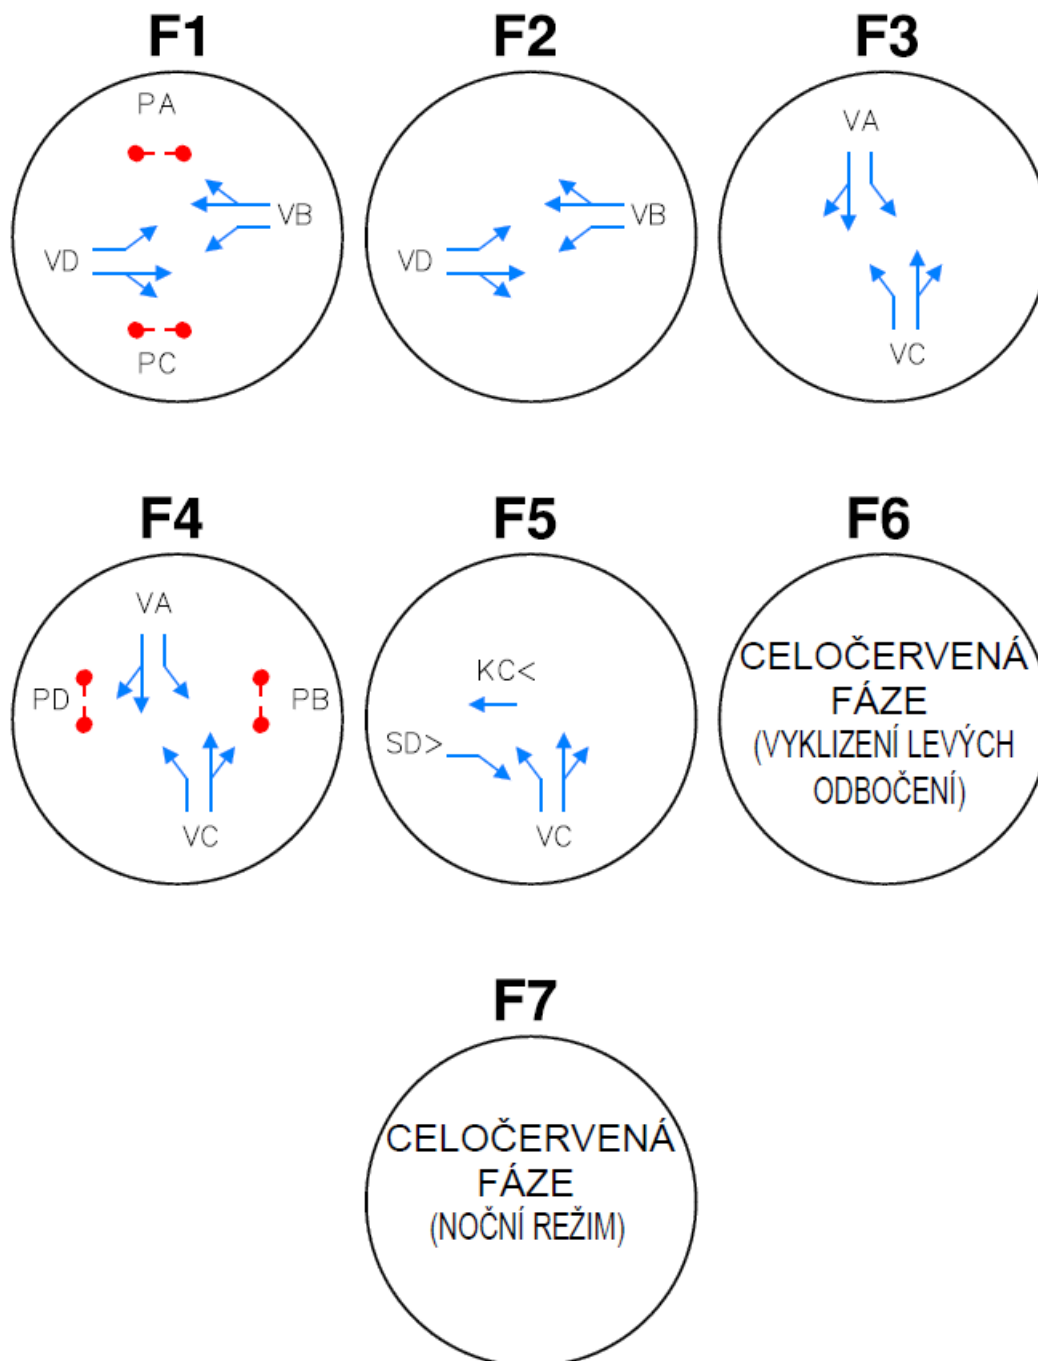 F1
F2
F3
PA
VB
VD
PC
VB
VD
VA
VC
F4
F5
F6
VA
PD
PB
VC
KC<
SD>
VC
CELOČERVENÁ
FÁZE
(VYKLIZENÍ LEVÝCH
ODBOČENÍ)
F7
CELOČERVENÁ
FÁZE
(NOČNÍ REŽIM)